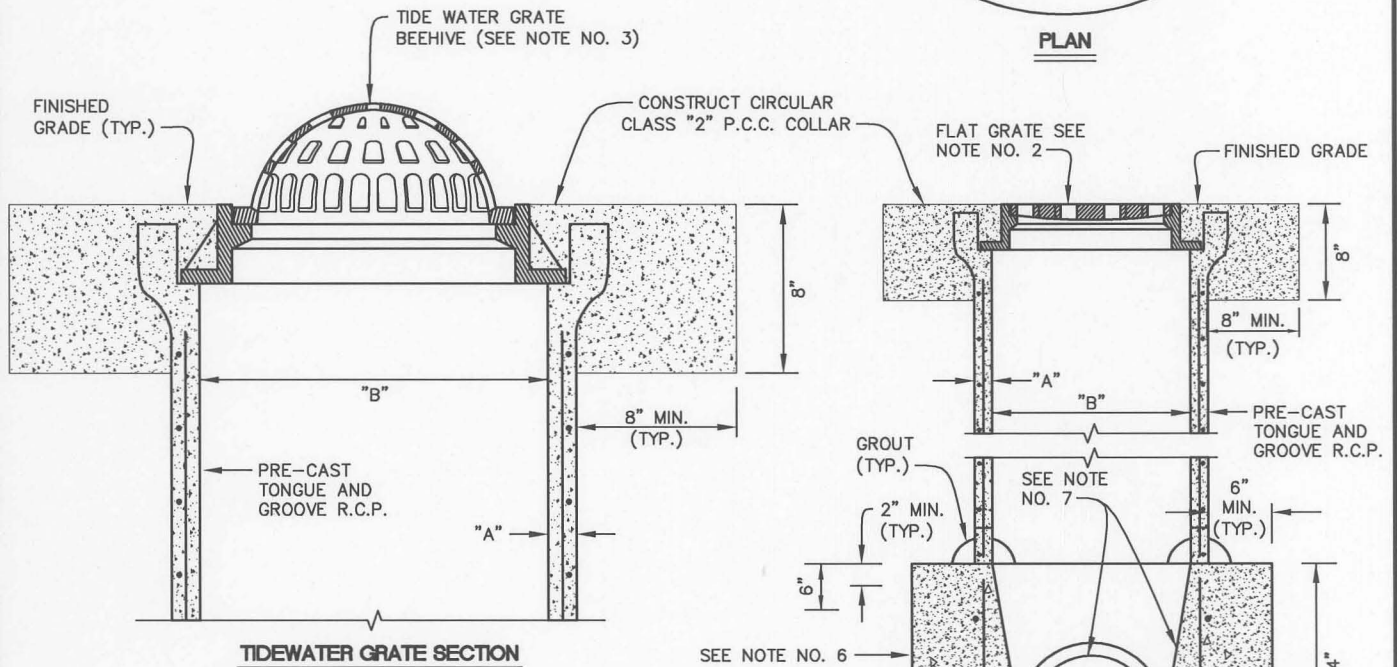 TIDE WATER GRATE
BEEHIVE (SEE NOTE NO. 3)
PLAN
FINISHED
GRADE (TYP.)
CONSTRUCT CIRCULAR
CLASS "2" P.C.C. COLLAR
FLAT GRATE SEE
NOTE NO. 2
FINISHED GRADE
8"
8"
"B"
8" MIN.
(TYP.)
8" MIN.
(TYP.)
"A"
"B"
PRE-CAST
TONGUE AND
GROOVE R.C.P.
GROUT
(TYP.)
SEE NOTE
NO. 7
PRE-CAST
TONGUE AND
GROOVE R.C.P.
2" MIN.
(TYP.)
6"
MIN.
(TYP.)
"A"
6"
TIDEWATER GRATE SECTION
SEE NOTE NO. 6